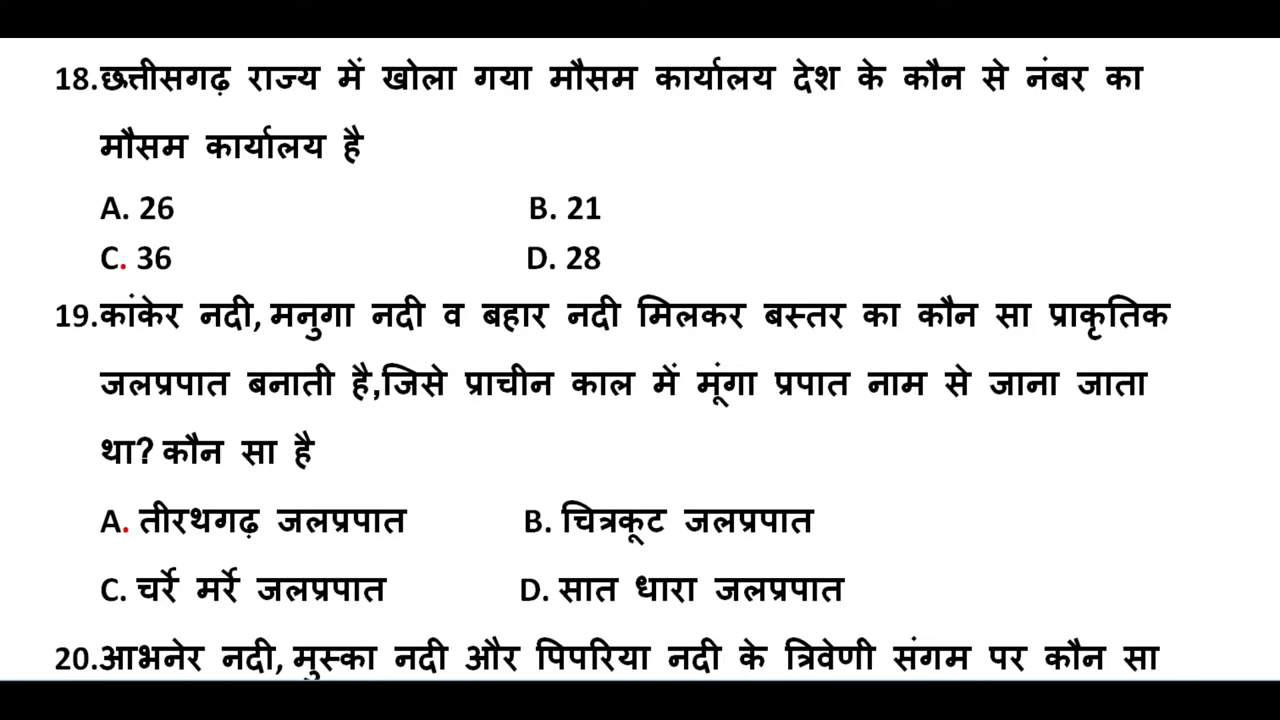 18.छत्तीसगढ़ राज्य में खोला गया मौसम कार्यालय देश के कौन से नंबर का
मौसम कार्यालय है
A. 26 B. 21
C. 36 D. 28
19.कांकेर नदी, मनुगा नदी व बहार नदी मिलकर बस्तर का कौन सा प्राकृतिक
जलप्रपात बनाती है,जिसे प्राचीन काल में मूंगा प्रपात नाम से जाना जाता
था? कौन सा है
A. तीरथगढ़ जलप्रपात B. चित्रकूट जलप्रपात
C. चर्रे मर्रे जलप्रपात D. सात धारा जलप्रपात
20.आभनेर नदी, मुस्का नदी और पिपरिया नदी के त्रिवेणी संगम पर कौन सा